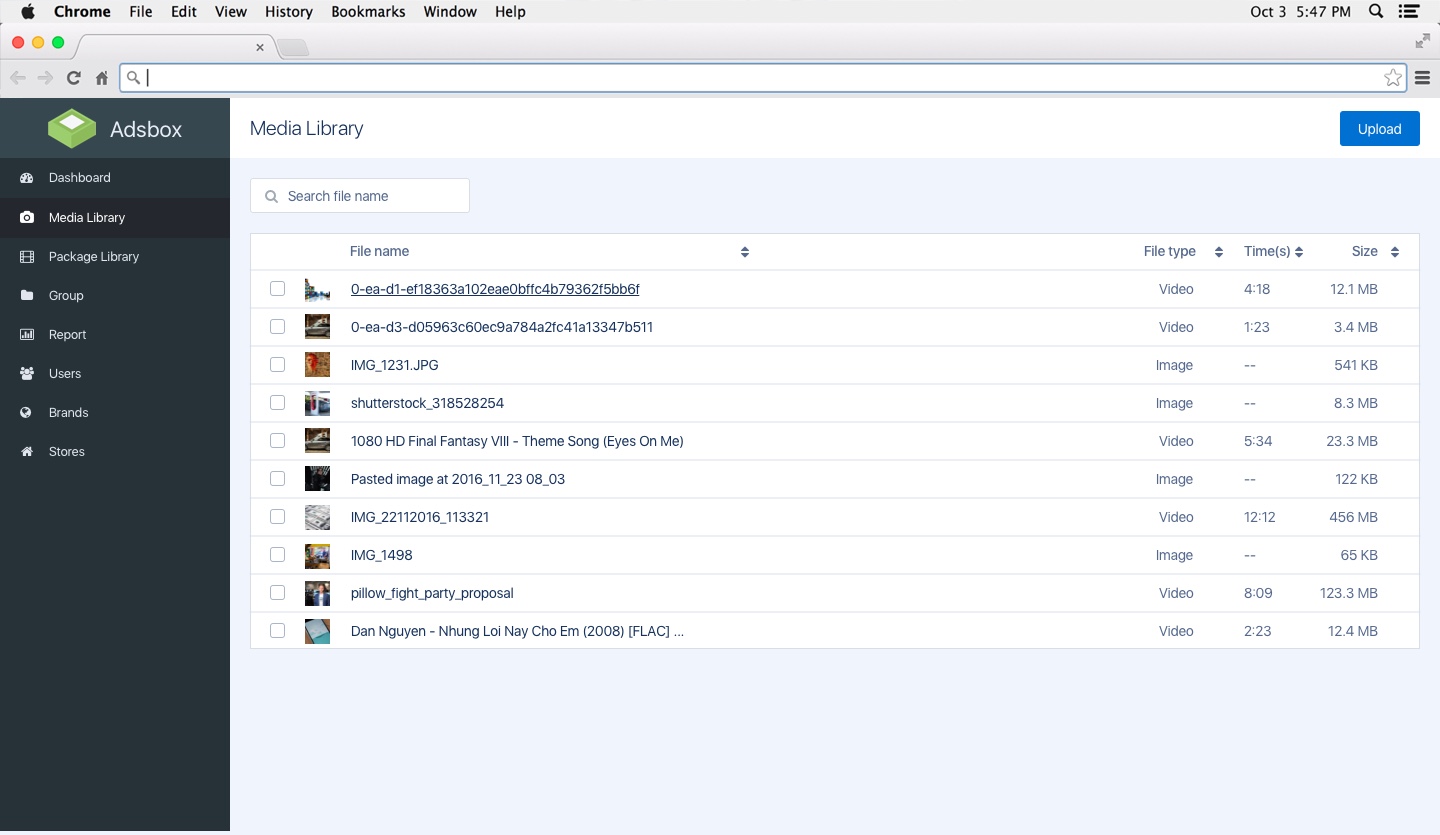 Chrome File Edit View History Bookmarks Window Help Oct 3 5:47 PM
Adsbox
Media Library
Upload
Dashboard
Media Library
Package Library
Group
Report
Users
Brands
Stores
Search file name
File name File type Time(s) Size
0-ea-d1-ef18363a102eae0bffc4b79362f5bb6f Video 4:18 12.1 MB
0-ea-d3-d05963c60ec9a784a2fc41a13347b511 Video 1:23 3.4 MB
IMG_1231.JPG Image -- 541 KB
shutterstock_318528254 Image -- 8.3 MB
1080 HD Final Fantasy VIII - Theme Song (Eyes On Me) Video 5:34 23.3 MB
Pasted image at 2016_11_23 08_03 Image -- 122 KB
IMG_22112016_113321 Video 12:12 456 MB
IMG_1498 Image -- 65 KB
pillow_fight_party_proposal Video 8:09 123.3 MB
Dan Nguyen - Nhung Loi Nay Cho Em (2008) [FLAC] ... Video 2:23 12.4 MB